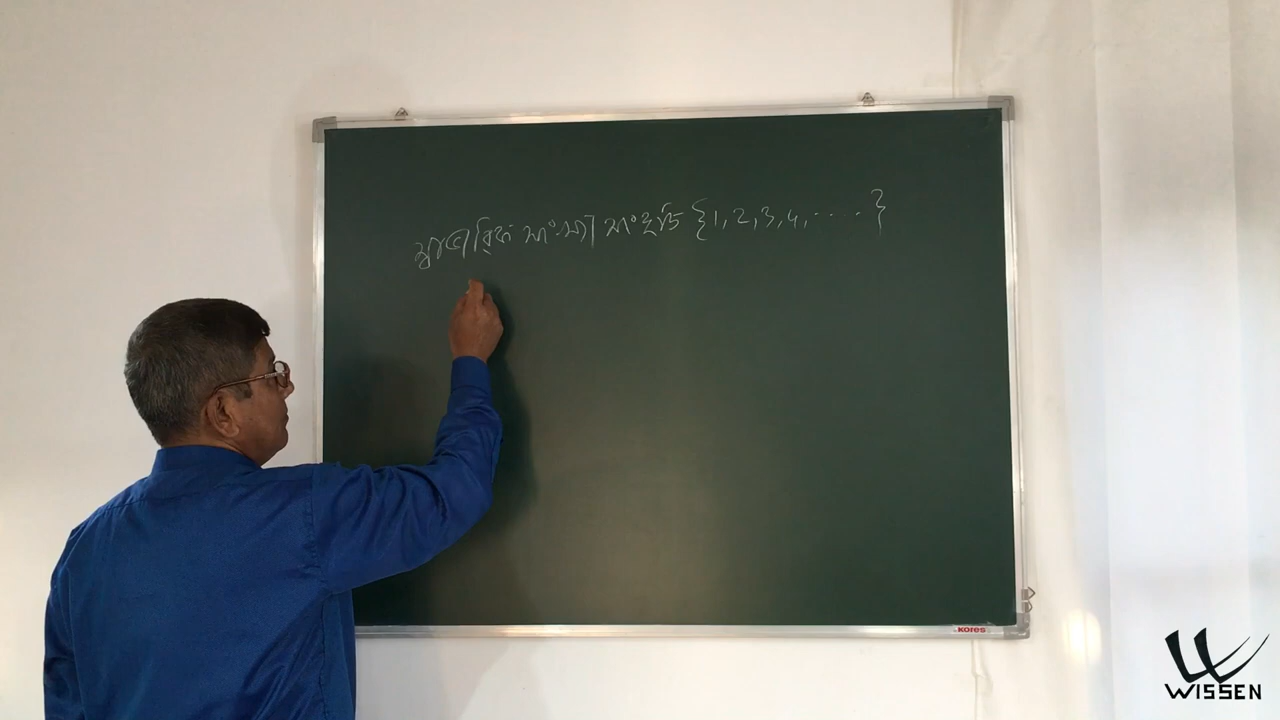 স্বাভাবিক সংখ্যা সংহতি {1, 2, 3, 4, ..... }
Kores
WISSEN